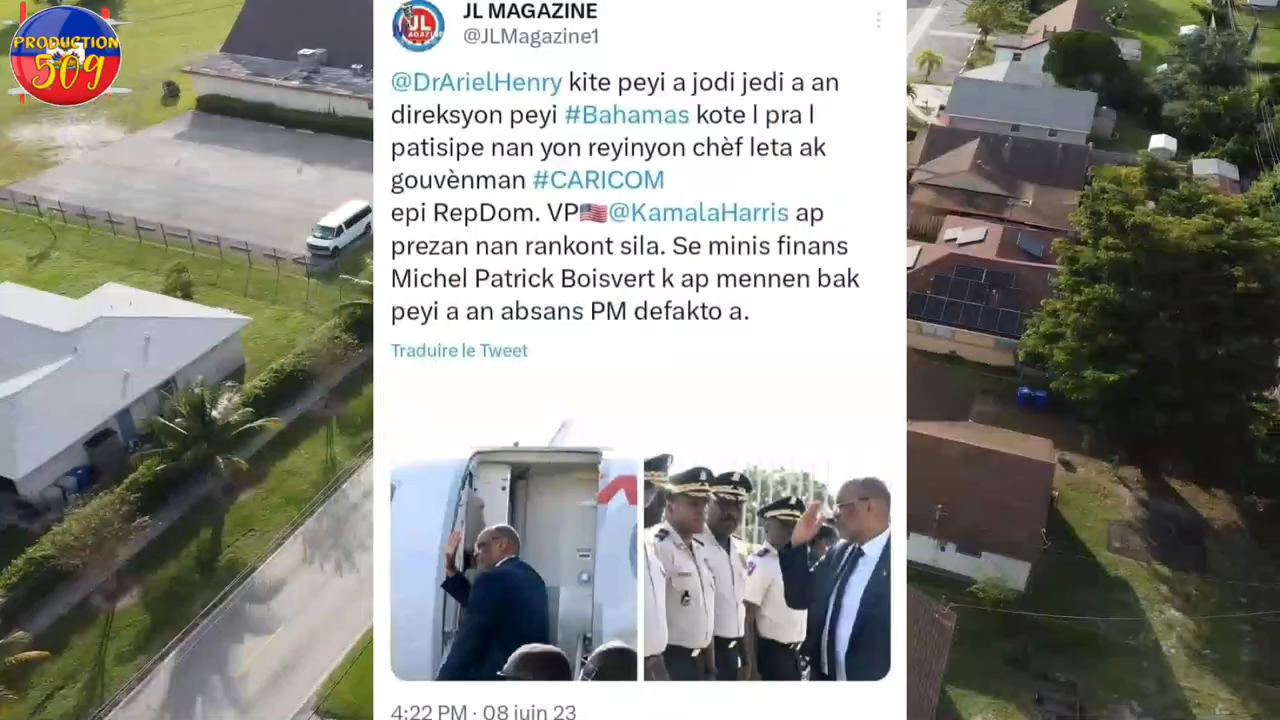 PRODUCTION
509
JL
MAGAZINE
JL MAGAZINE
@JLMagazine1
@DrArielHenry kite peyi a jodi jedi a an
direksyon peyi #Bahamas kote l pra l
patisipe nan yon reyinyon chèf leta ak
gouvènman #CARICOM
epi RepDom. VP🇺🇸@KamalaHarris ap
prezan nan rankont sila. Se minis finans
Michel Patrick Boisvert k ap mennen bak
peyi a an absans PM defakto a.
Traduire le Tweet
4:22 PM · 08 juin 23